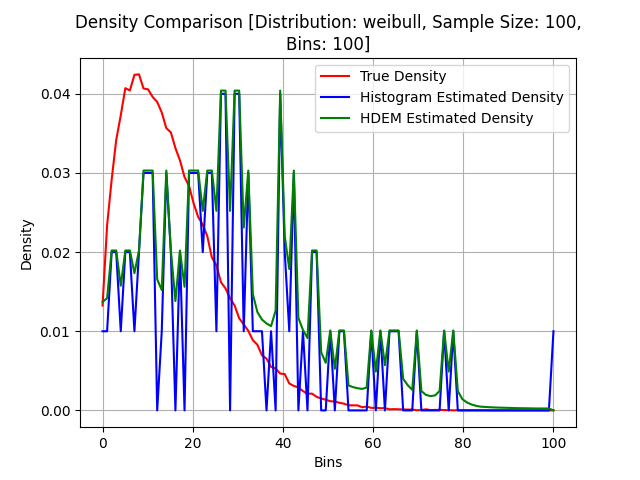 Density Comparison [Distribution: weibull, Sample Size: 100,
Bins: 100]
True Density
Histogram Estimated Density
HDEM Estimated Density
Density
0.04
0.03
0.02
0.01
0.00
0 20 40 60 80 100
Bins